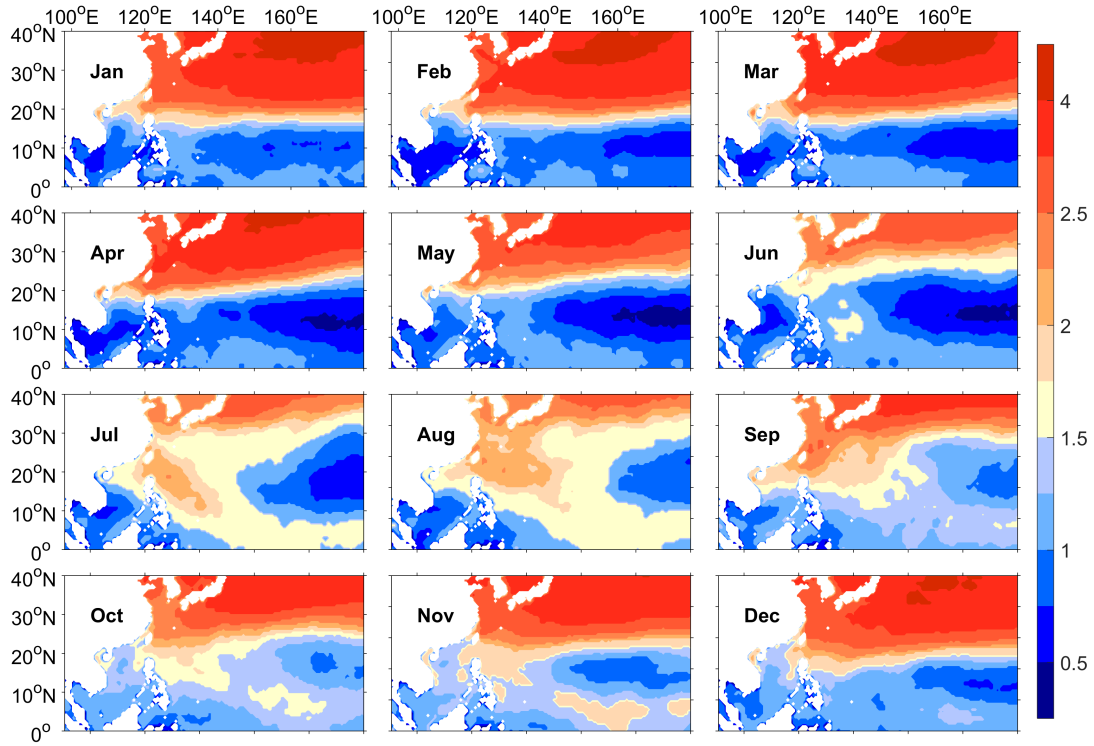 100°E 120°E 140°E 160°E 100°E 120°E 140°E 160°E 100°E 120°E 140°E 160°E
40°N
30°N Jan Feb Mar
4
20°N
10°N
0°
40°N
2.5
30°N Apr May Jun
20°N
10°N
2
0°
40°N
30°N Jul Aug Sep
1.5
20°N
10°N
0°
1
40°N
30°N Oct Nov Dec
20°N
0.5
10°N
0°